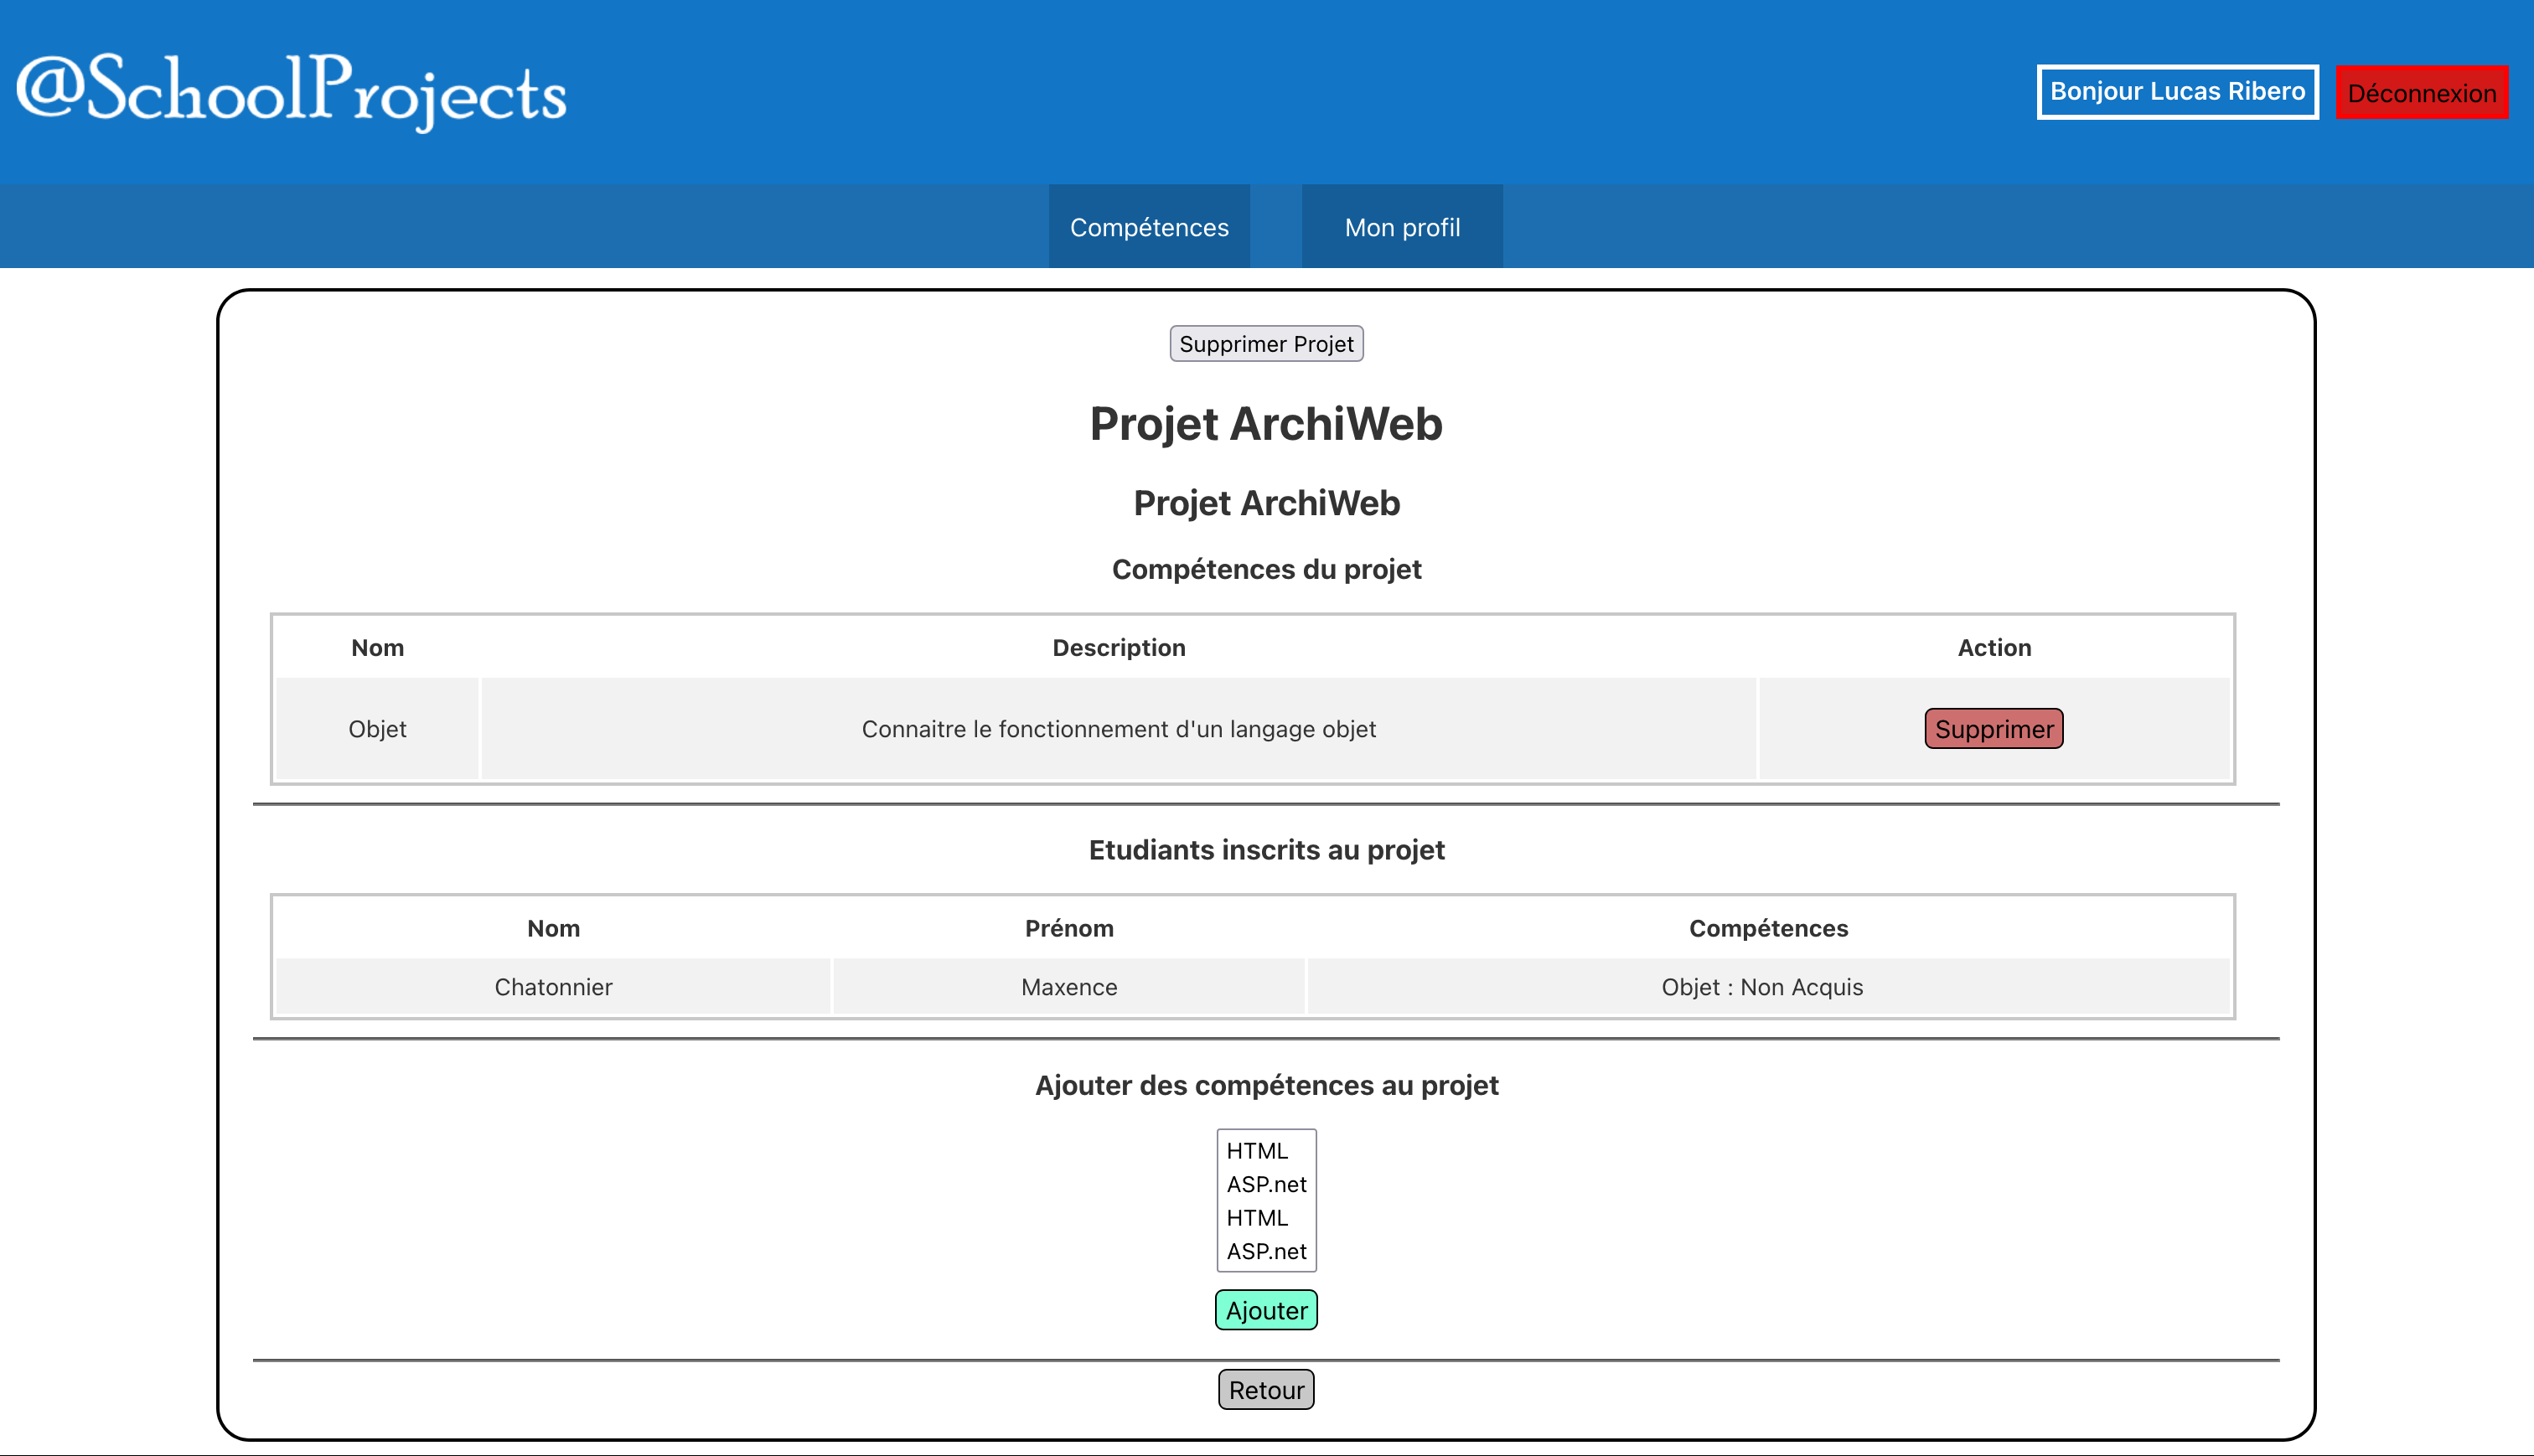 @SchoolProjects
Bonjour Lucas Ribero Déconnexion
Compétences Mon profil
Supprimer Projet
Projet ArchiWeb
Projet ArchiWeb
Compétences du projet
Nom Description Action
Objet Connaitre le fonctionnement d'un langage objet Supprimer
Etudiants inscrits au projet
Nom Prénom Compétences
Chatonnier Maxence Objet : Non Acquis
Ajouter des compétences au projet
HTML
ASP.net
HTML
ASP.net
Ajouter
Retour